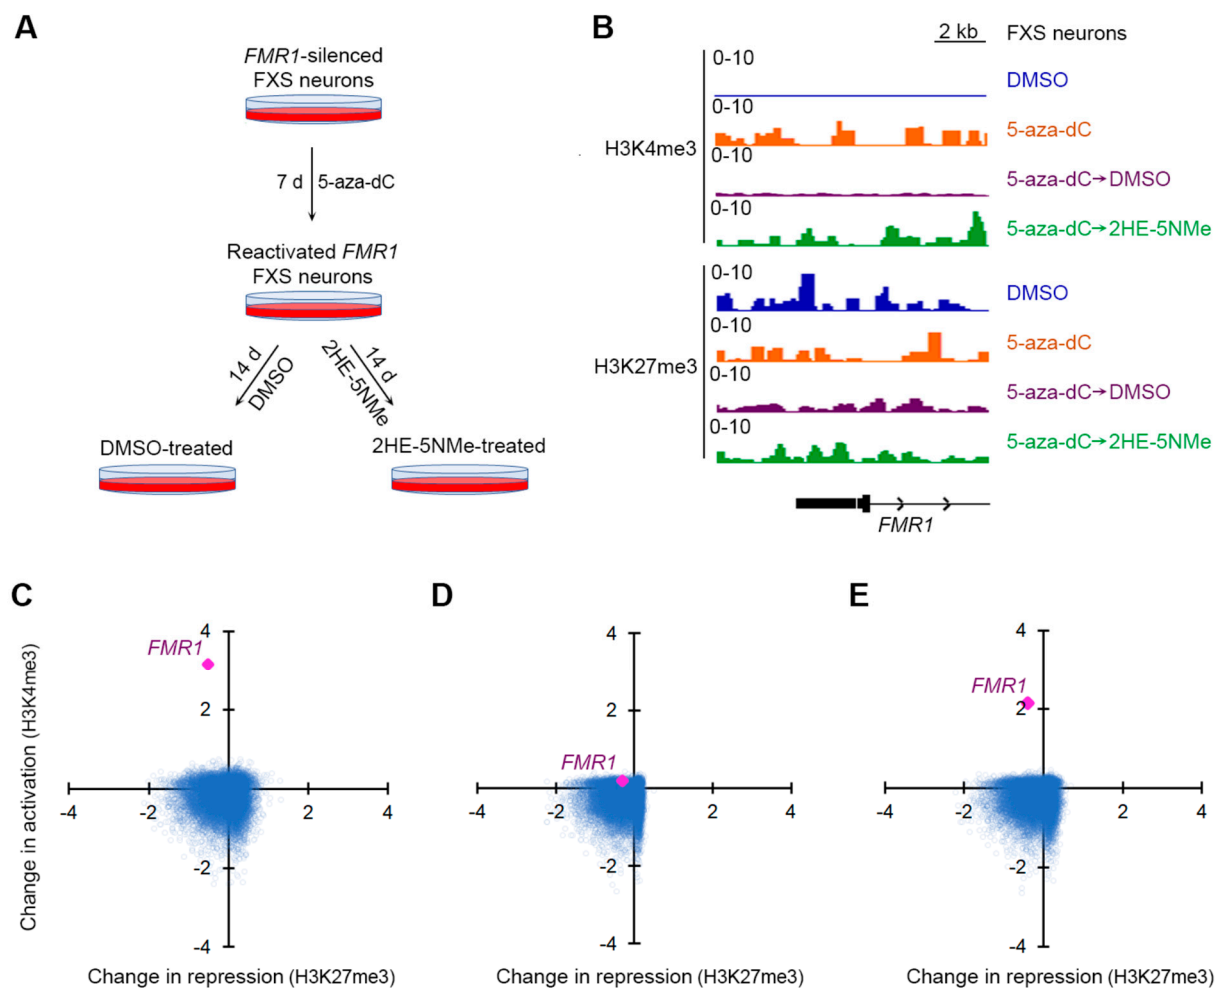 A
FMR1-silenced
FXS neurons
7 d
5-aza-dC
Reactivated FMR1
FXS neurons
14 d
DMSO
14 d
2HE-5NMe
DMSO-treated
2HE-5NMe-treated
B
2 kb
FXS neurons
H3K4me3
0-10
DMSO
0-10
5-aza-dC
0-10
5-aza-dC→DMSO
0-10
5-aza-dC→2HE-5NMe
H3K27me3
0-10
DMSO
0-10
5-aza-dC
0-10
5-aza-dC→DMSO
0-10
5-aza-dC→2HE-5NMe
FMR1
C
Change in activation (H3K4me3)
FMR1
4
2
-4
-2
2
4
-2
-4
Change in repression (H3K27me3)
D
FMR1
4
2
-4
-2
2
4
-2
-4
Change in repression (H3K27me3)
E
FMR1
4
2
-4
-2
2
4
-2
-4
Change in repression (H3K27me3)